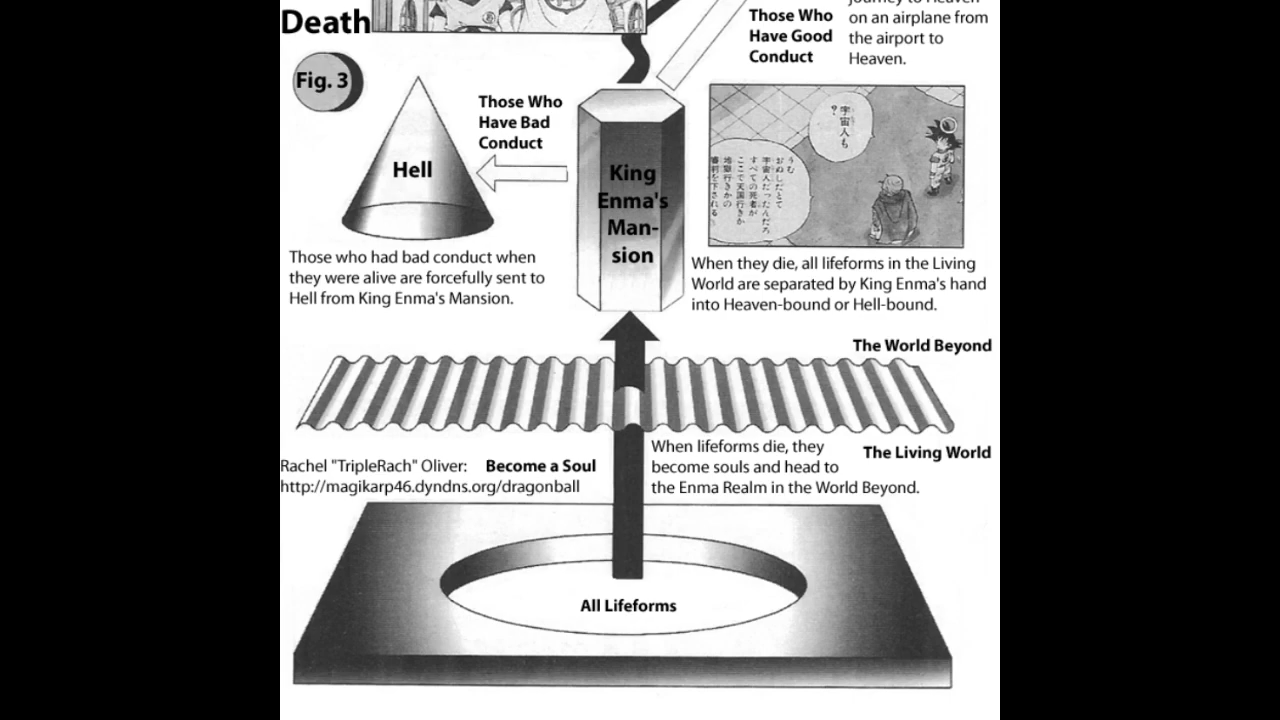 Death
Those Who
Have Good
Conduct
journey to Heaven
on an airplane from
the airport to
Heaven.
Fig. 3
Those Who
Have Bad
Conduct
Hell
King
Enma's
Man-
sion
宇宙人も
?
うむ
おぬしだとて
宇宙人だったんだろ
すべての死者が
ここで天国行きか
地獄行きかの
審判を下される
Those who had bad conduct when
they were alive are forcefully sent to
Hell from King Enma's Mansion.
When they die, all lifeforms in the Living
World are separated by King Enma's hand
into Heaven-bound or Hell-bound.
The World Beyond
The Living World
When lifeforms die, they
become souls and head to
the Enma Realm in the World Beyond.
Rachel "TripleRach" Oliver:
http://magikarp46.dyndns.org/dragonball
Become a Soul
All Lifeforms